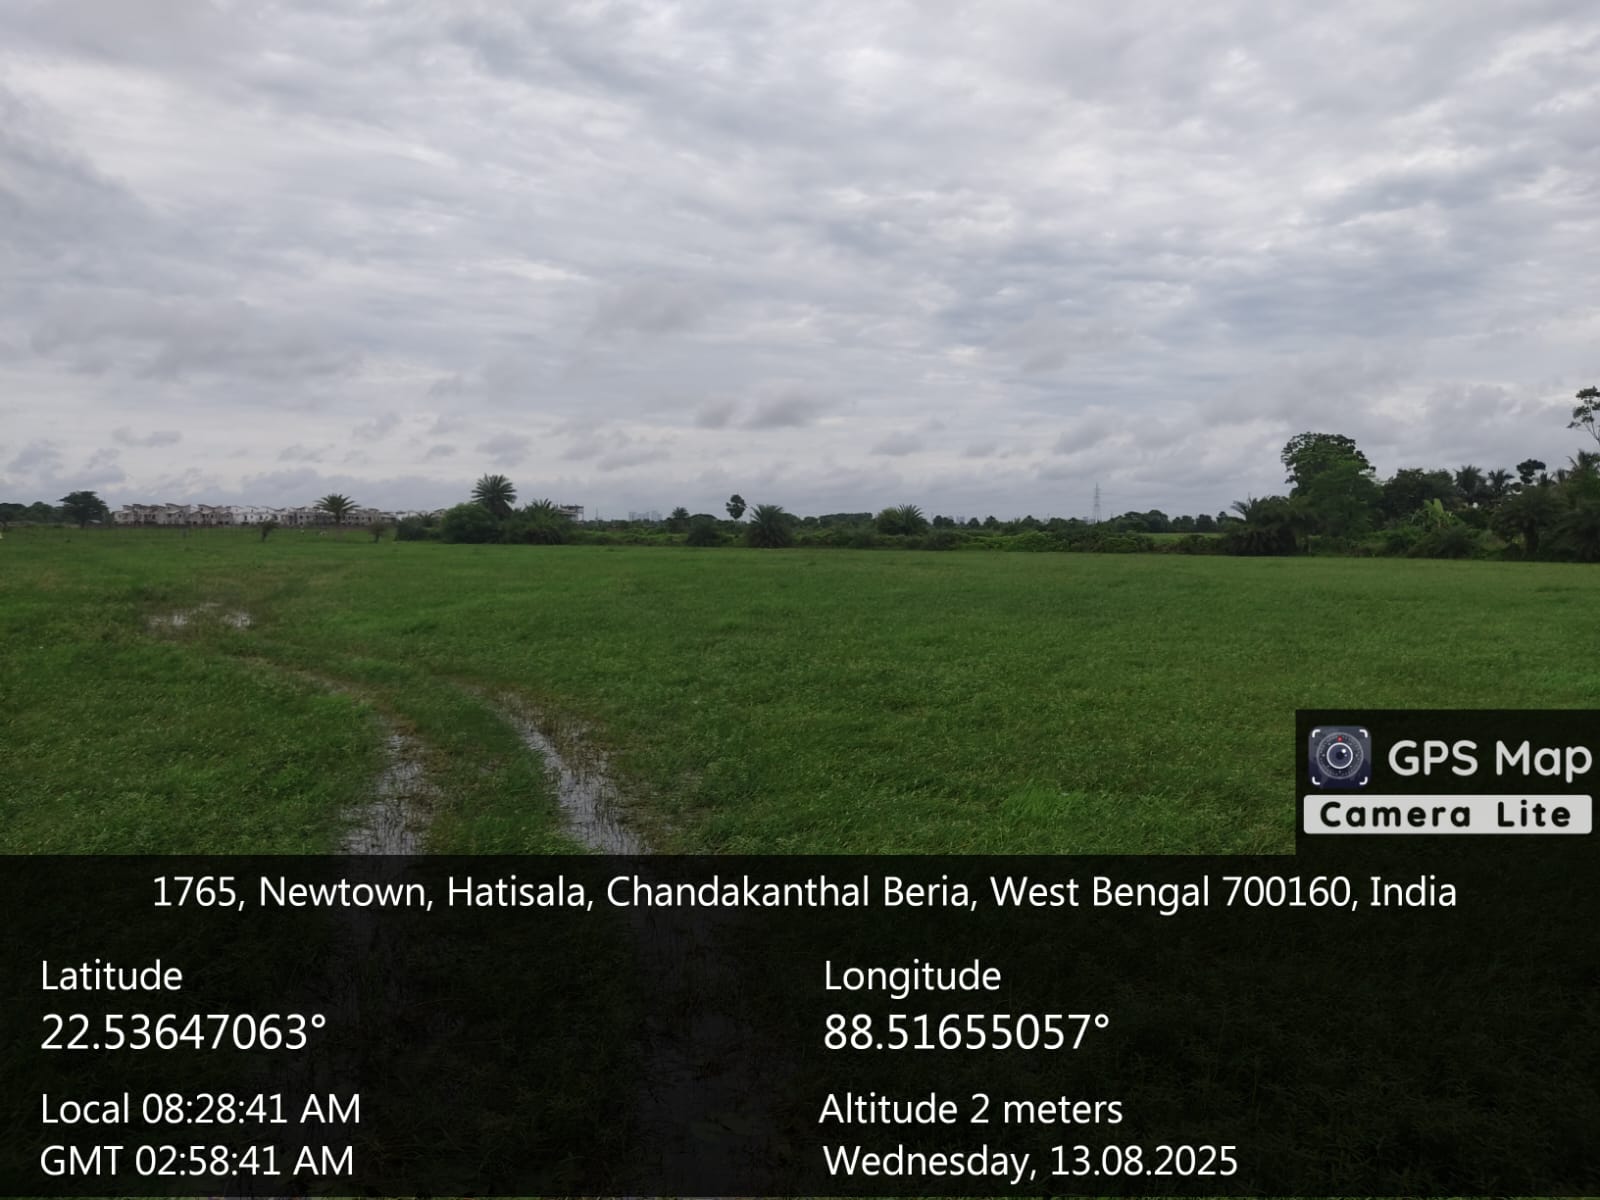 GPS Map
Camera Lite
1765, Newtown, Hatisala, Chandakanthal Beria, West Bengal 700160, India
Latitude
22.53647063°
Longitude
88.51655057°
Local 08:28:41 AM
GMT 02:58:41 AM
Altitude 2 meters
Wednesday, 13.08.2025